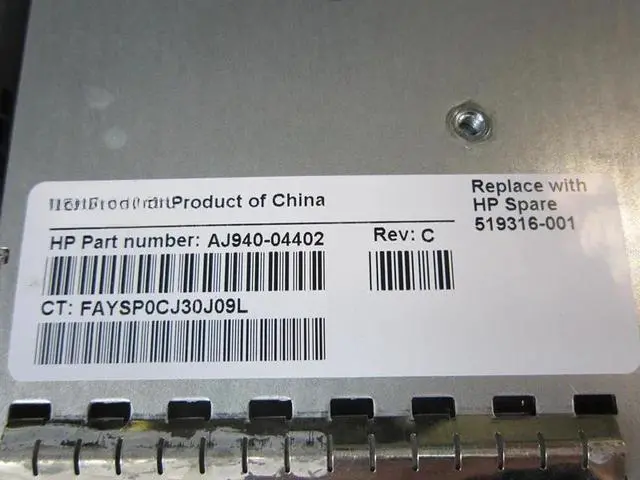 Product of China
HP Part number: AJ940-04402
Rev: C
CT: FAYSP0CJ30J09L
Replace with
HP Spare
519316-001